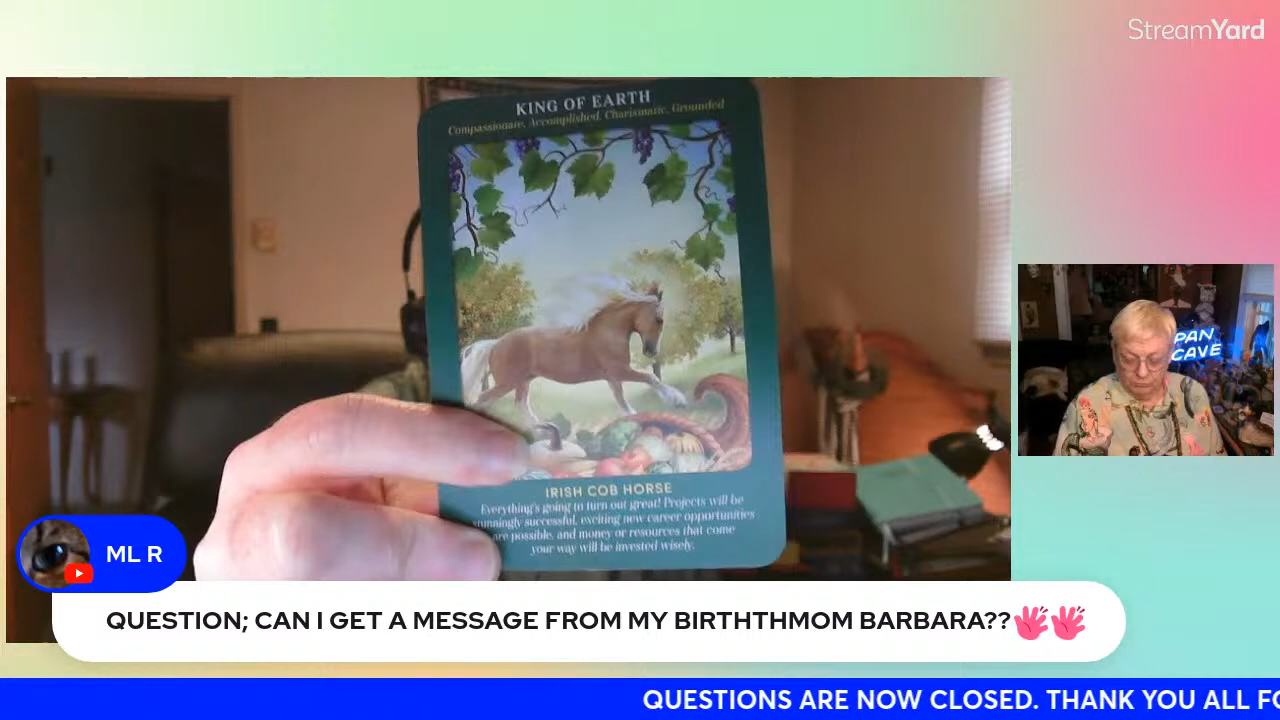 StreamYard
KING OF EARTH
Compassionate, Accomplished, Charismatic, Grounded
PAN
CAVE
IRISH COB HORSE
Everything's going to turn out great! Projects will be
stunningly successful, exciting new career opportunities
are possible, and money or resources that come
your way will be invested wisely.
ML R
QUESTION; CAN I GET A MESSAGE FROM MY BIRTHTHMOM BARBARA??
QUESTIONS ARE NOW CLOSED. THANK YOU ALL FO